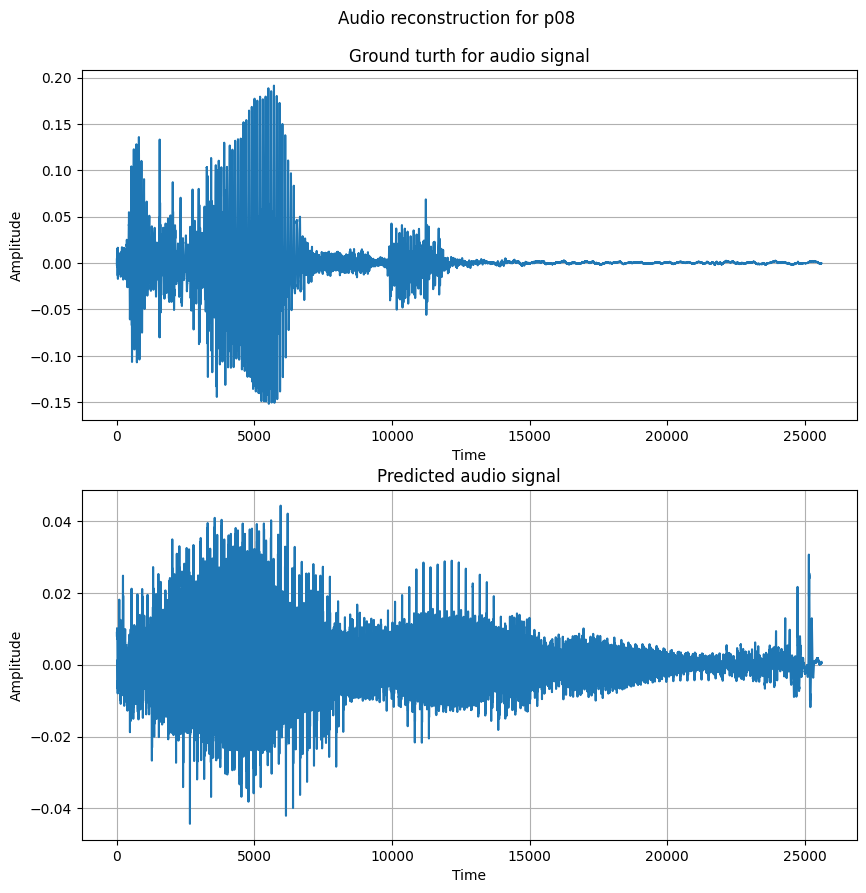 Audio reconstruction for p08
Ground turth for audio signal
0.20
0.15
0.10
0.05
0.00
−0.05
−0.10
−0.15
Amplitude
0 5000 10000 15000 20000 25000
Time
Predicted audio signal
0.04
0.02
0.00
−0.02
−0.04
Amplitude
0 5000 10000 15000 20000 25000
Time